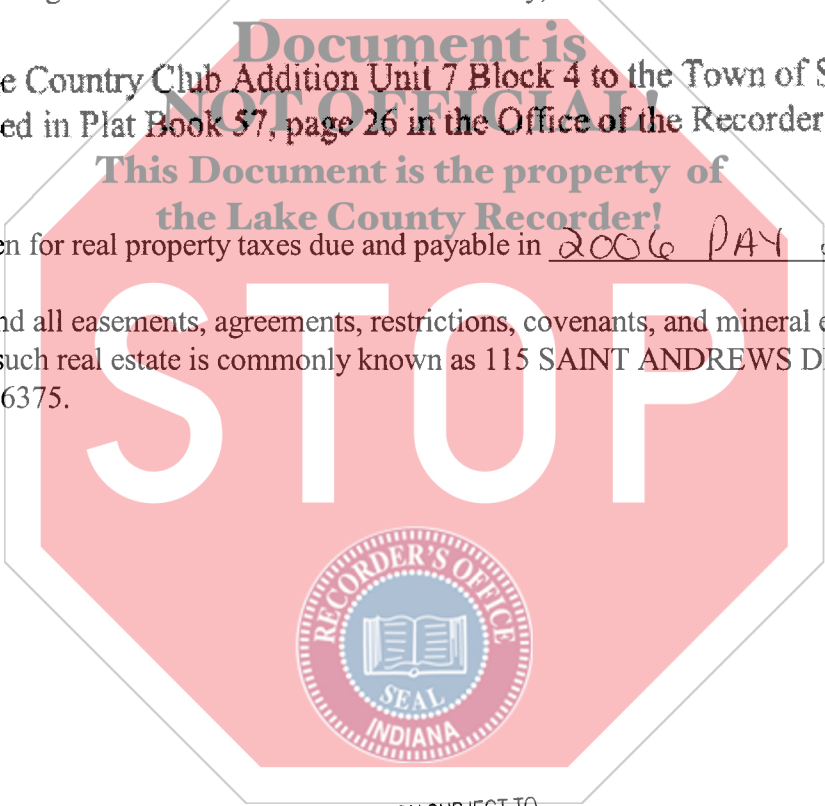 Document is
e Country Club Addition Unit 7 Block 4 to the Town of S
NOT OFFICIAL!
ed in Plat Book 57, page 26 in the Office of the Recorder
This Document is the property of
the Lake County Recorder!
en for real property taxes due and payable in 2006 PAY
nd all easements, agreements, restrictions, covenants, and mineral e
such real estate is commonly known as 115 SAINT ANDREWS D
6375.
STOP
RECORDER'S OFFICE
SEAL
INDIANA
SUBJECT TO